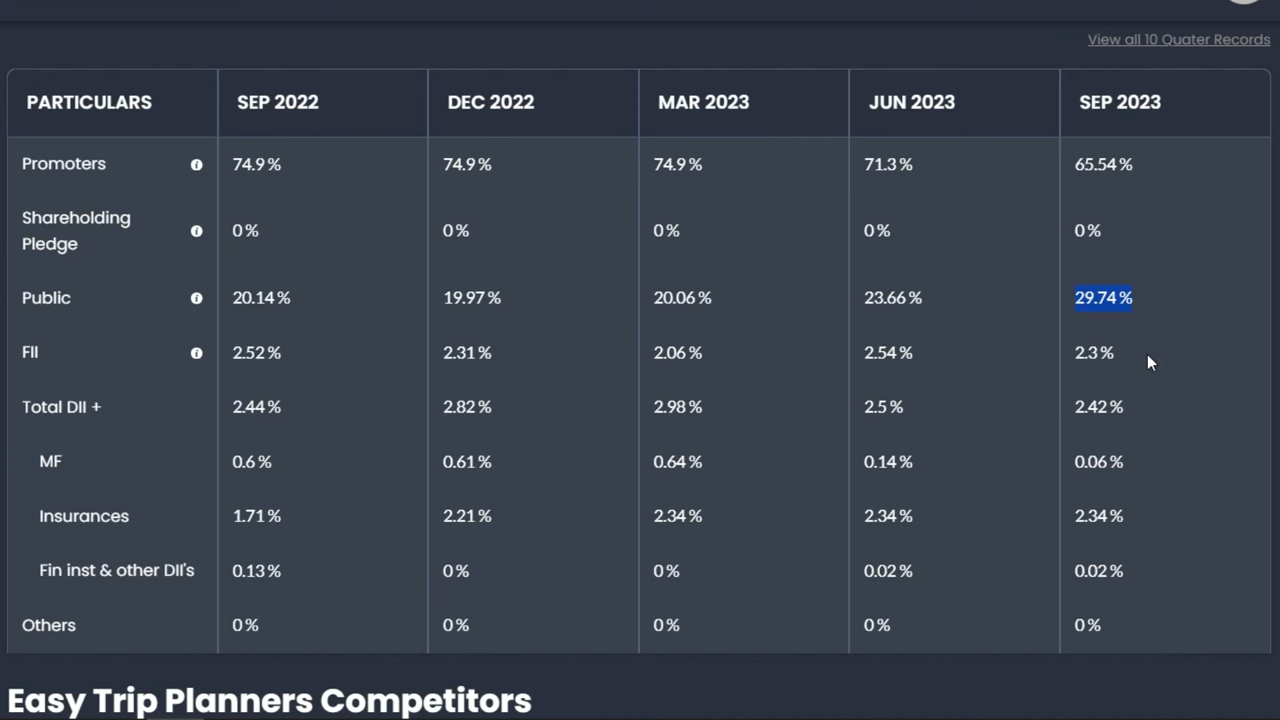 View all 10 Quater Records
PARTICULARS SEP 2022 DEC 2022 MAR 2023 JUN 2023 SEP 2023
Promoters 74.9 % 74.9 % 74.9 % 71.3 % 65.54 %
Shareholding
Pledge 0 % 0 % 0 % 0 % 0 %
Public 20.14 % 19.97 % 20.06 % 23.66 % 29.74 %
FII 2.52 % 2.31 % 2.06 % 2.54 % 2.3 %
Total DII + 2.44 % 2.82 % 2.98 % 2.5 % 2.42 %
MF 0.6 % 0.61 % 0.64 % 0.14 % 0.06 %
Insurances 1.71 % 2.21 % 2.34 % 2.34 % 2.34 %
Fin inst & other DII's 0.13 % 0 % 0 % 0.02 % 0.02 %
Others 0 % 0 % 0 % 0 % 0 %
Easy Trip Planners Competitors